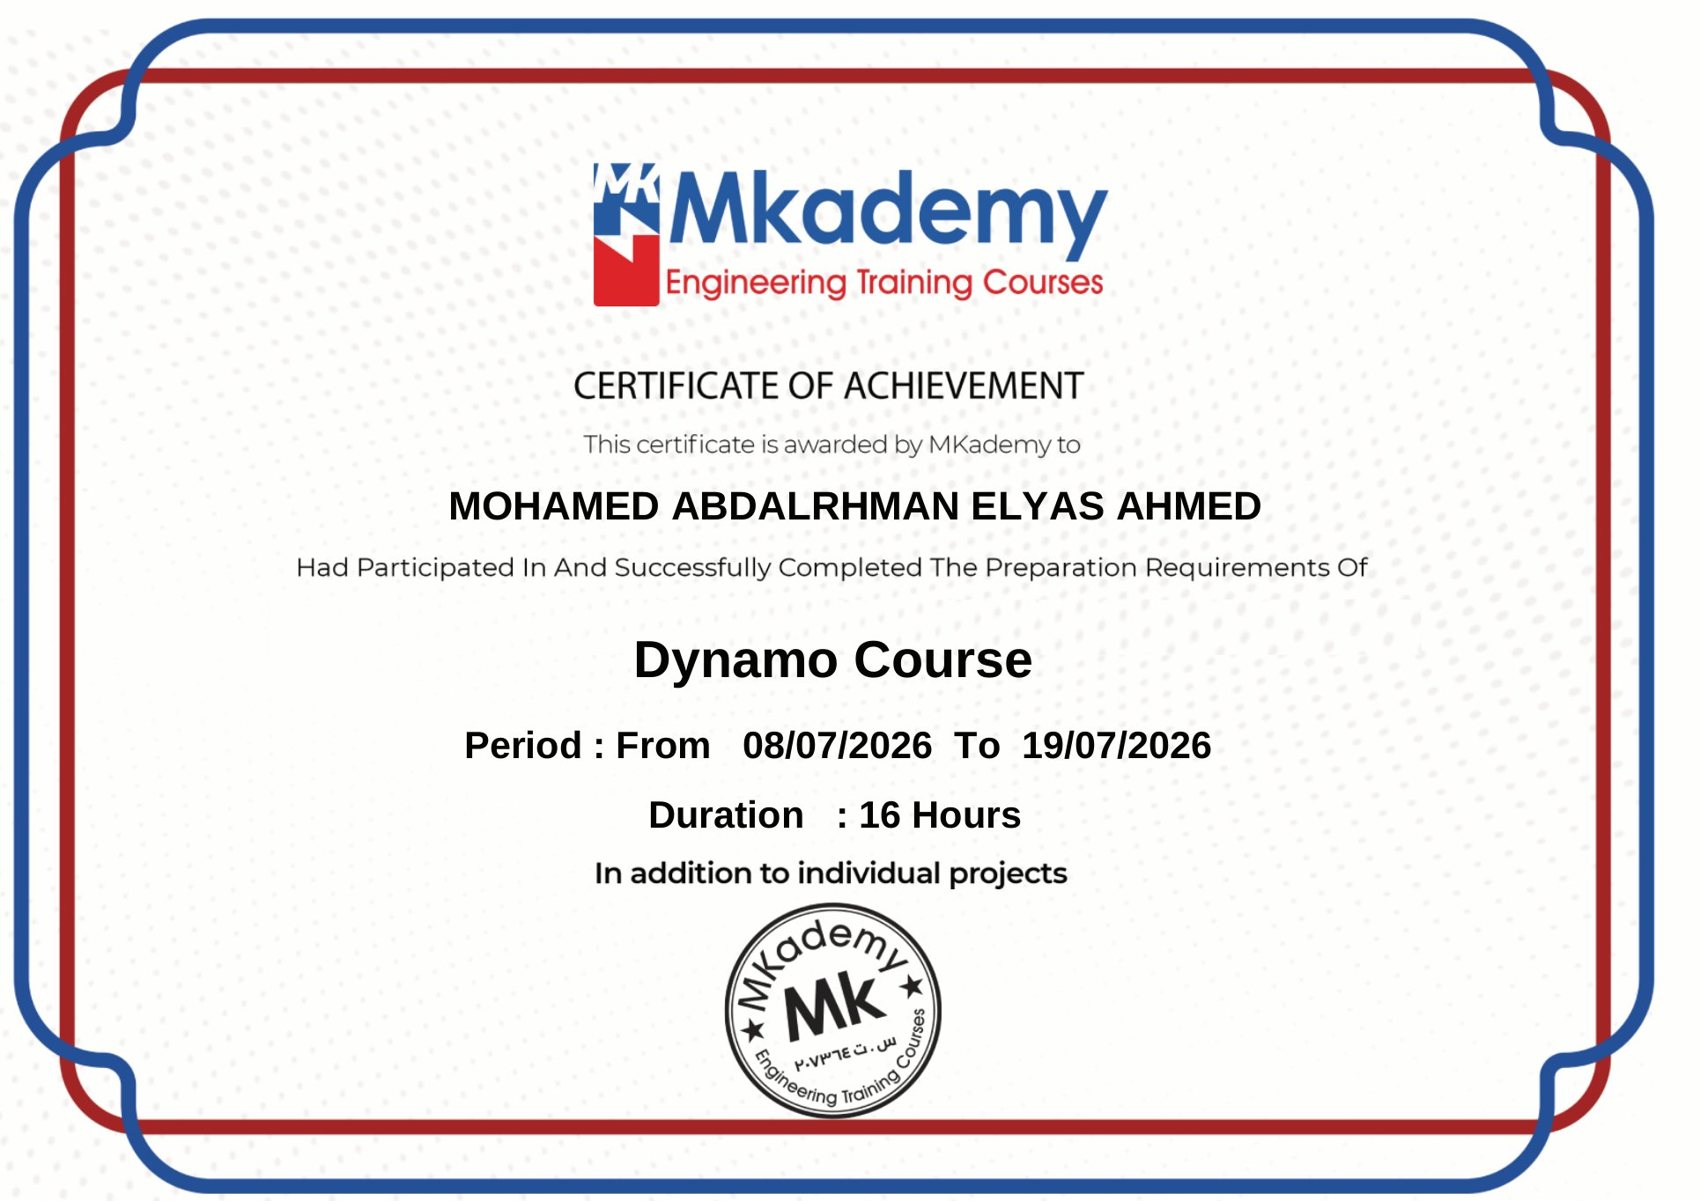 MK
Mkademy
Engineering Training Courses
CERTIFICATE OF ACHIEVEMENT
This certificate is awarded by MKademy to
MOHAMED ABDALRHMAN ELYAS AHMED
Had Participated In And Successfully Completed The Preparation Requirements Of
Dynamo Course
Period : From 08/07/2026 To 19/07/2026
Duration : 16 Hours
In addition to individual projects
MKademy
Mk
س.ت ٢٠٧٣٦٤
Engineering Training Courses